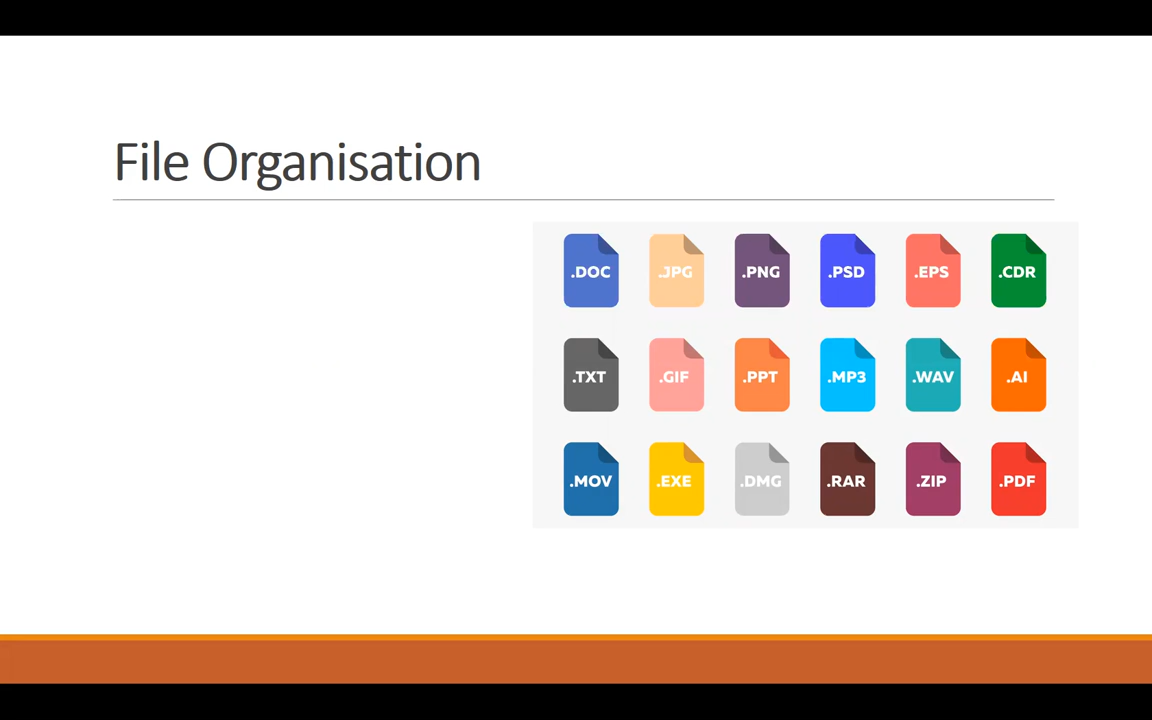 File Organisation
.DOC .JPG .PNG .PSD .EPS .CDR
.TXT .GIF .PPT .MP3 .WAV .AI
.MOV .EXE .DMG .RAR .ZIP .PDF